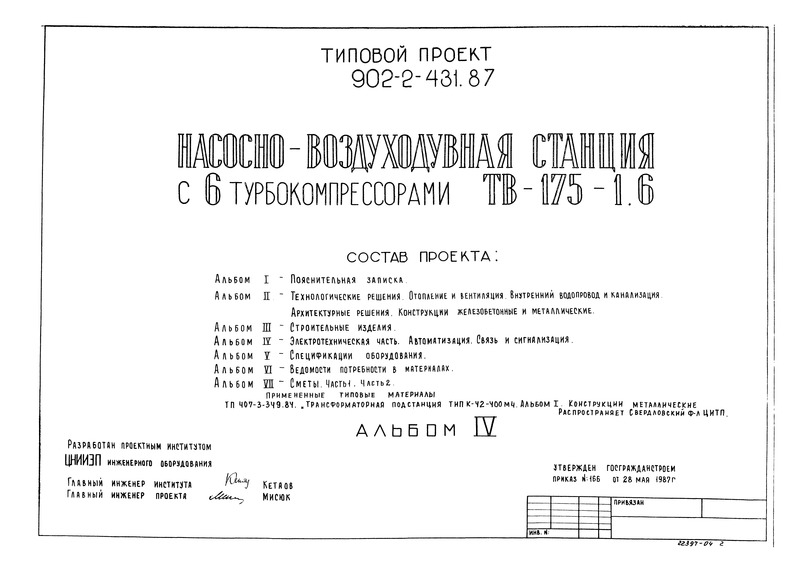 ТИПОВОЙ ПРОЕКТ
902-2-431.87
НАСОСНО-ВОЗДУХОДУВНАЯ СТАНЦИЯ
С 6 ТУРБОКОМПРЕССОРАМИ ТВ-175-1.6
СОСТАВ ПРОЕКТА:
АЛЬБОМ I - ПОЯСНИТЕЛЬНАЯ ЗАПИСКА.
АЛЬБОМ II - ТЕХНОЛОГИЧЕСКИЕ РЕШЕНИЯ. ОТОПЛЕНИЕ И ВЕНТИЛЯЦИЯ. ВНУТРЕННИЙ ВОДОПРОВОД И КАНАЛИЗАЦИЯ.
АРХИТЕКТУРНЫЕ РЕШЕНИЯ. КОНСТРУКЦИИ ЖЕЛЕЗОБЕТОННЫЕ И МЕТАЛЛИЧЕСКИЕ.
АЛЬБОМ III - СТРОИТЕЛЬНЫЕ ИЗДЕЛИЯ.
АЛЬБОМ IV - ЭЛЕКТРОТЕХНИЧЕСКАЯ ЧАСТЬ. АВТОМАТИЗАЦИЯ. СВЯЗЬ И СИГНАЛИЗАЦИЯ.
АЛЬБОМ V - СПЕЦИФИКАЦИИ ОБОРУДОВАНИЯ.
АЛЬБОМ VI - ВЕДОМОСТИ ПОТРЕБНОСТИ В МАТЕРИАЛАХ.
АЛЬБОМ VII - СМЕТЫ. ЧАСТЬ 1, ЧАСТЬ 2.
ПРИМЕНЕННЫЕ ТИПОВЫЕ МАТЕРИАЛЫ
ТП 407-3-349.84. „ТРАНСФОРМАТОРНАЯ ПОДСТАНЦИЯ ТИП К-42-400М4. АЛЬБОМ I. КОНСТРУКЦИИ МЕТАЛЛИЧЕСКИЕ
РАСПРОСТРАНЯЕТ СВЕРДЛОВСКИЙ Ф-Л ЦИТП.
АЛЬБОМ IV
РАЗРАБОТАН ПРОЕКТНЫМ ИНСТИТУТОМ
ЦНИИЭП ИНЖЕНЕРНОГО ОБОРУДОВАНИЯ
ГЛАВНЫЙ ИНЖЕНЕР ИНСТИТУТА КЕТАОВ
ГЛАВНЫЙ ИНЖЕНЕР ПРОЕКТА МИСЮК
УТВЕРЖДЕН ГОСГРАЖДАНСТРОЕМ
ПРИКАЗ №166 ОТ 28 МАЯ 1987Г
ПРИВЯЗАН
ИНВ. №
22397-04 2